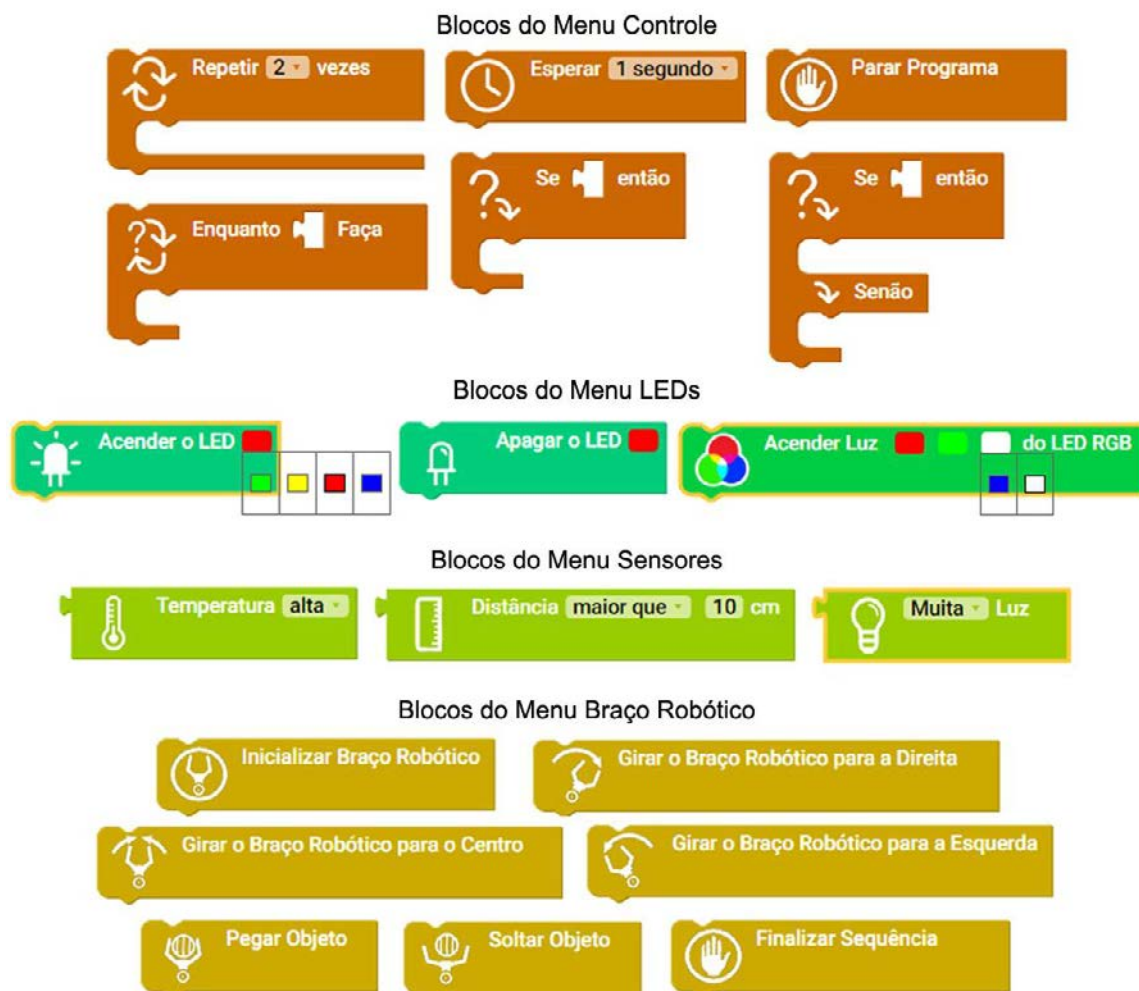 Blocos do Menu Controle
Repetir 2 vezes
Esperar 1 segundo
Parar Programa
Se então
Se então
Enquanto Faça
Senão
Blocos do Menu LEDs
Acender o LED
Apagar o LED
Acender Luz do LED RGB
Blocos do Menu Sensores
Temperatura alta
Distância maior que 10 cm
Muita Luz
Blocos do Menu Braço Robótico
Inicializar Braço Robótico
Girar o Braço Robótico para a Direita
Girar o Braço Robótico para o Centro
Girar o Braço Robótico para a Esquerda
Pegar Objeto
Soltar Objeto
Finalizar Sequência